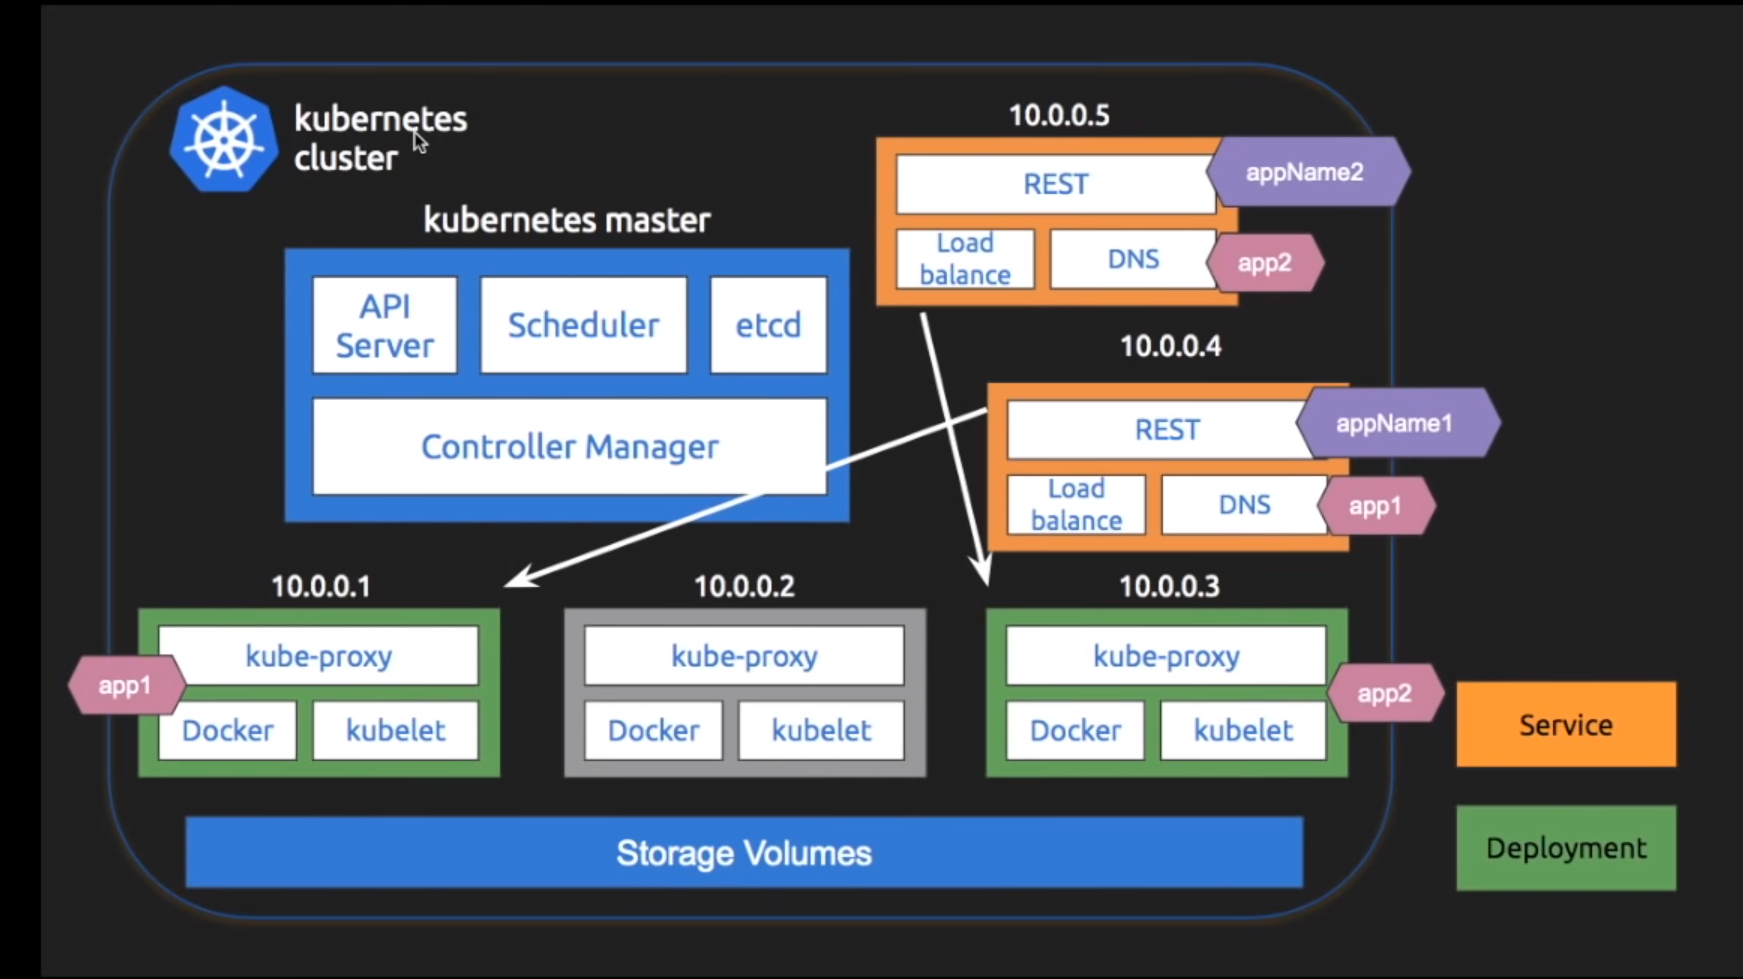 kubernetes
cluster
kubernetes master
API
Server
Scheduler
etcd
Controller Manager
10.0.0.5
REST
appName2
Load
balance
DNS
app2
10.0.0.4
REST
appName1
Load
balance
DNS
app1
10.0.0.1
kube-proxy
app1
Docker
kubelet
10.0.0.2
kube-proxy
Docker
kubelet
10.0.0.3
kube-proxy
app2
Docker
kubelet
Service
Deployment
Storage Volumes